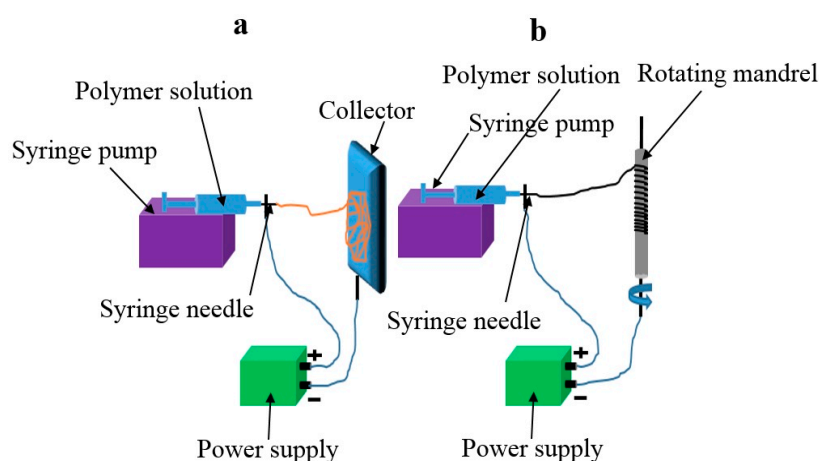 a
Polymer solution
Collector
Syringe pump
Syringe needle
+
–
Power supply
b
Polymer solution
Rotating mandrel
Syringe pump
Syringe needle
+
–
Power supply